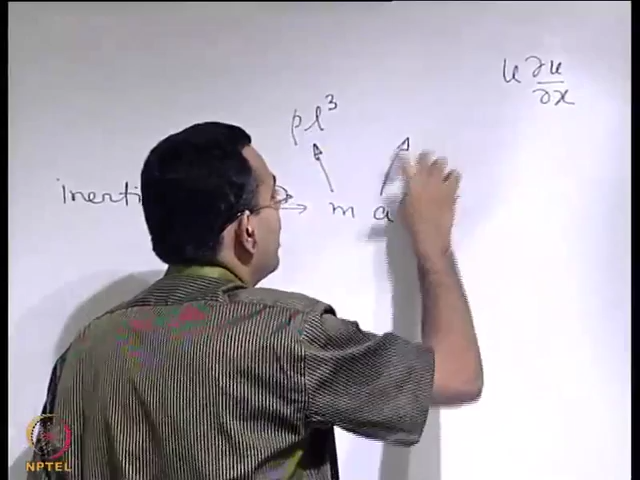 u ∂u/∂x
ρl³
inerti → m a
NPTEL